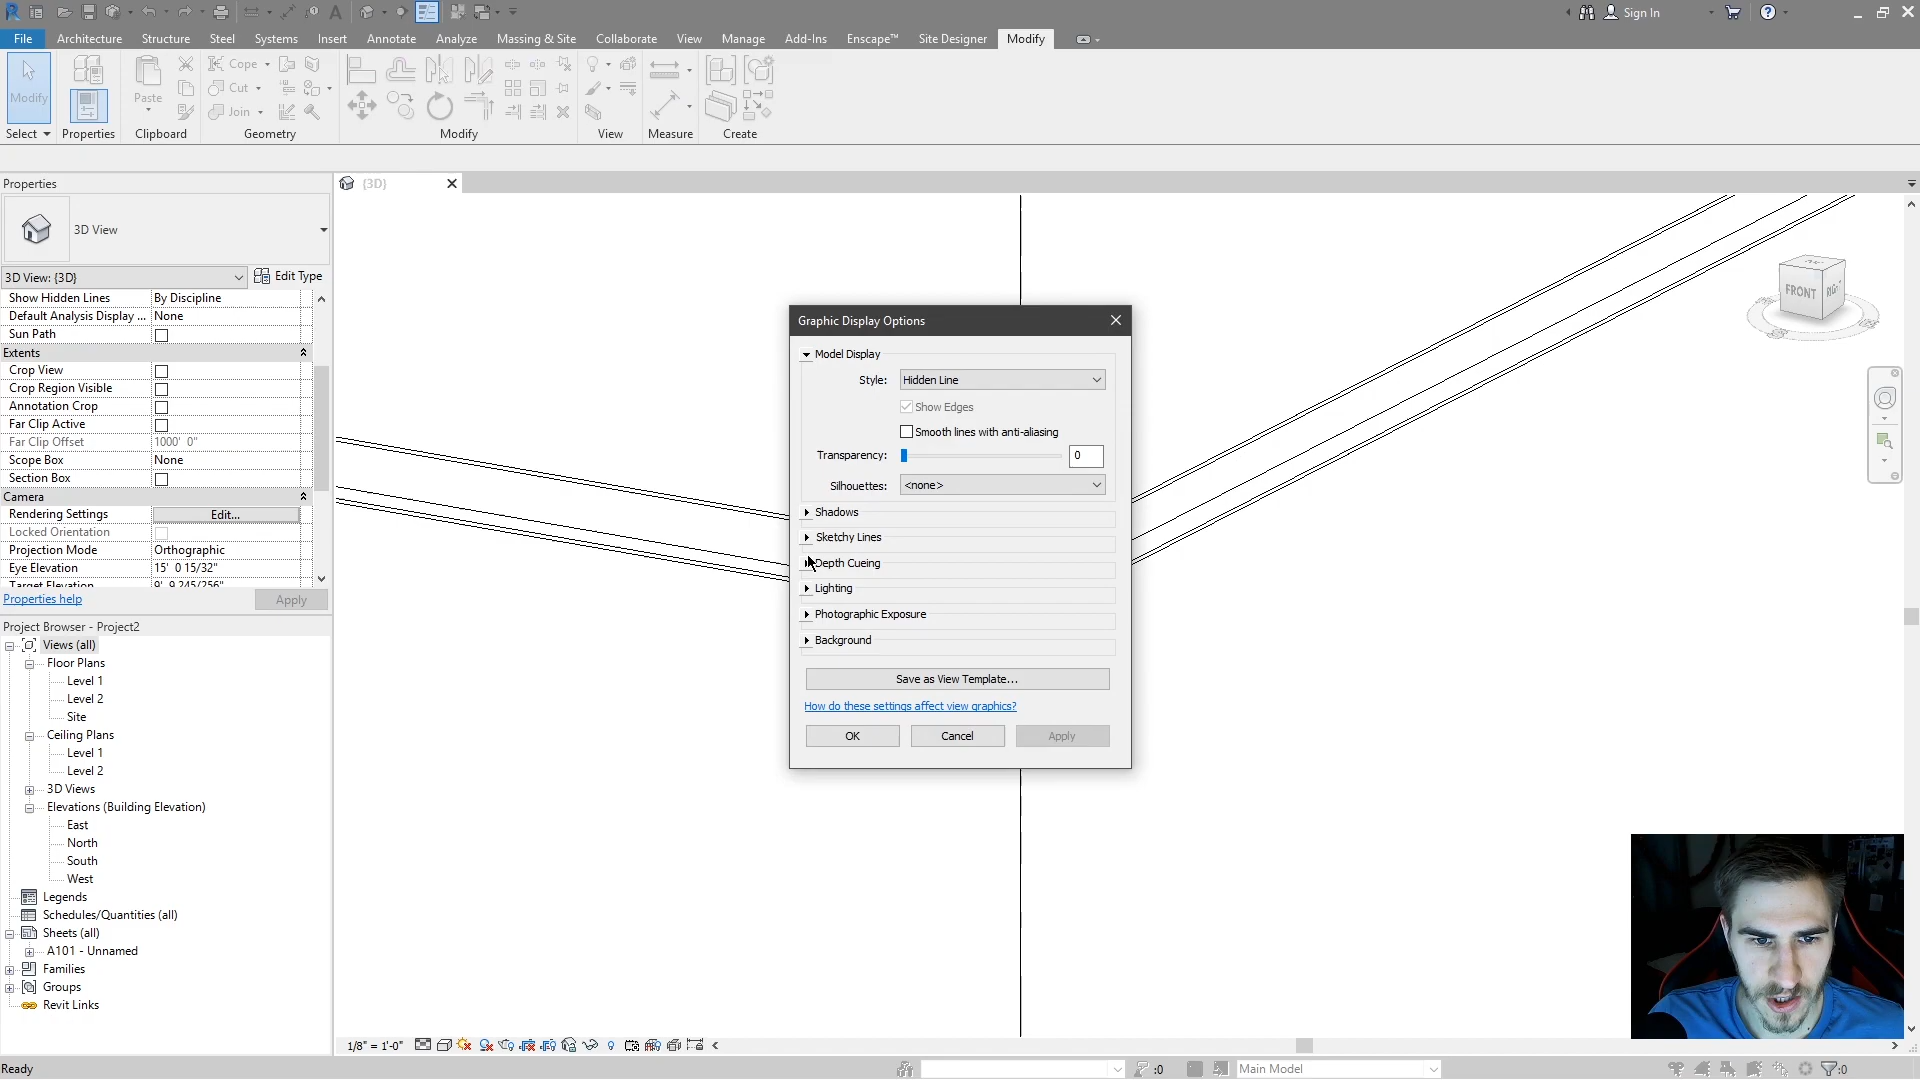 Sign In
File Architecture Structure Steel Systems Insert Annotate Analyze Massing & Site Collaborate View Manage Add-Ins Enscape™ Site Designer Modify
Modify
Paste
Cope
Cut
Join
Select Properties Clipboard Geometry Modify View Measure Create
Properties
{3D}
3D View
3D View: {3D} Edit Type
Show Hidden Lines By Discipline
Default Analysis Display ... None
Sun Path
Extents
Crop View
Crop Region Visible
Annotation Crop
Far Clip Active
Far Clip Offset 1000' 0"
Scope Box None
Section Box
Camera
Rendering Settings Edit...
Locked Orientation
Projection Mode Orthographic
Eye Elevation 15' 0 15/32"
Target Elevation 9' 9 245/256"
Properties help Apply
Project Browser - Project2
Views (all)
Floor Plans
Level 1
Level 2
Site
Ceiling Plans
Level 1
Level 2
3D Views
Elevations (Building Elevation)
East
North
South
West
Legends
Schedules/Quantities (all)
Sheets (all)
A101 - Unnamed
Families
Groups
Revit Links
Graphic Display Options
Model Display
Style: Hidden Line
Show Edges
Smooth lines with anti-aliasing
Transparency: 0
Silhouettes: <none>
Shadows
Sketchy Lines
Depth Cueing
Lighting
Photographic Exposure
Background
Save as View Template...
How do these settings affect view graphics?
OK Cancel Apply
FRONT RIGHT
1/8" = 1'-0"
Ready
:0
Main Model
:0